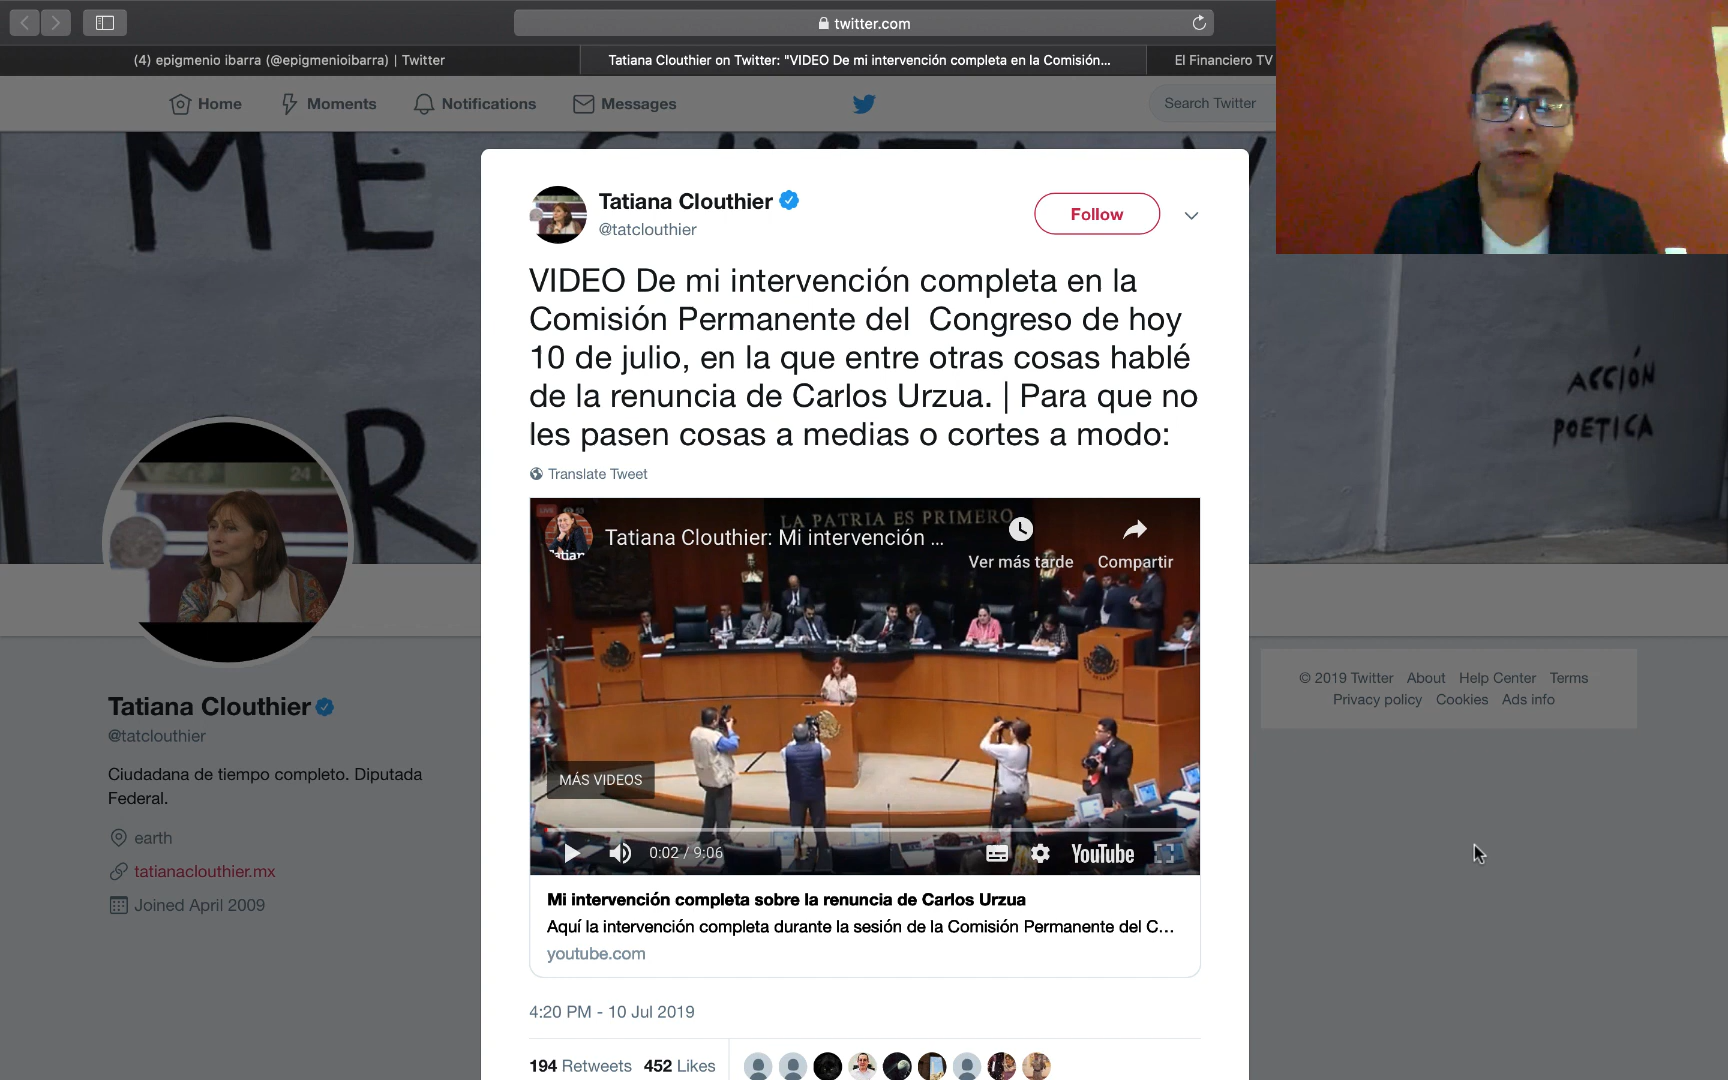 twitter.com
(4) epigmenio ibarra (@epigmenioibarra) | Twitter
Tatiana Clouthier on Twitter: "VIDEO De mi intervención completa en la Comisión...
El Financiero TV
Home
Moments
Notifications
Messages
Search Twitter
ME
R
ACCIÓN
POETICA
Tatiana Clouthier
@tatclouthier
Follow
VIDEO De mi intervención completa en la
Comisión Permanente del  Congreso de hoy
10 de julio, en la que entre otras cosas hablé
de la renuncia de Carlos Urzua. | Para que no
les pasen cosas a medias o cortes a modo:
Translate Tweet
LIVE
LA PATRIA ES PRIMERO
Tatiana Clouthier: Mi intervención ...
Ver más tarde
Compartir
MÁS VIDEOS
0:02 / 9:06
YouTube
Mi intervención completa sobre la renuncia de Carlos Urzua
Aquí la intervención completa durante la sesión de la Comisión Permanente del C...
youtube.com
4:20 PM - 10 Jul 2019
194 Retweets 452 Likes
24
Tatiana Clouthier
@tatclouthier
Ciudadana de tiempo completo. Diputada
Federal.
earth
tatianaclouthier.mx
Joined April 2009
© 2019 Twitter About Help Center Terms
Privacy policy Cookies Ads info